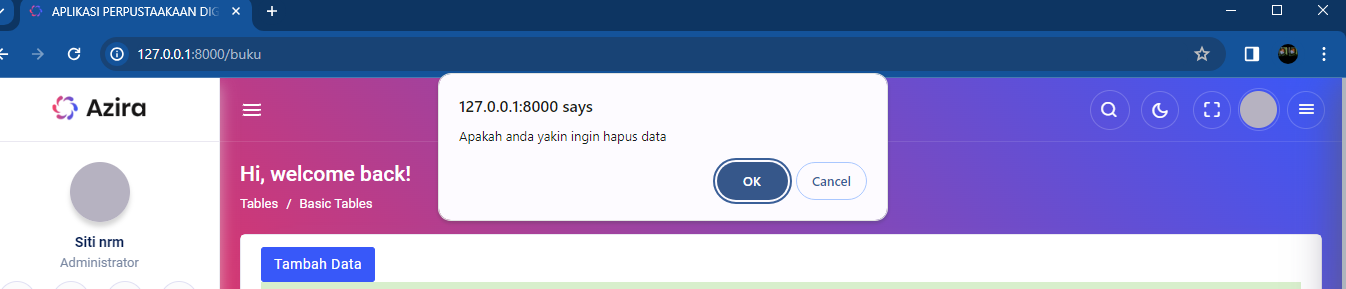 APLIKASI PERPUSTAAKAAN DIG
127.0.0.1:8000/buku
Azira
127.0.0.1:8000 says
Apakah anda yakin ingin hapus data
OK
Cancel
Hi, welcome back!
Tables / Basic Tables
Siti nrm
Administrator
Tambah Data